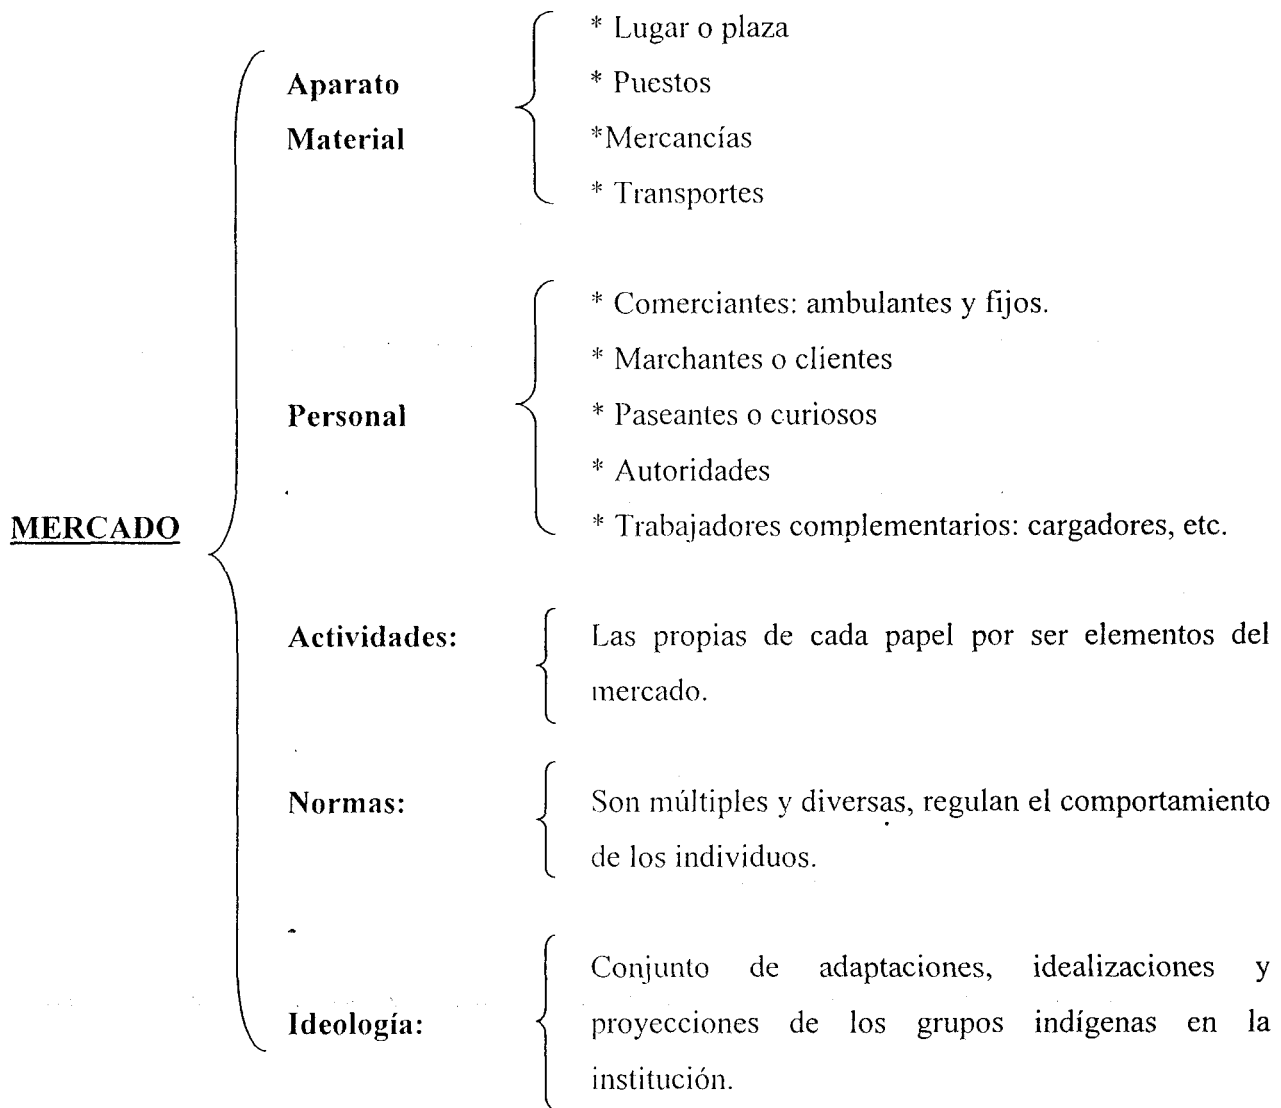 * Lugar o plaza
Aparato
* Puestos
Material
*Mercancías
* Transportes
* Comerciantes: ambulantes y fijos.
* Marchantes o clientes
Personal
* Paseantes o curiosos
* Autoridades
MERCADO
* Trabajadores complementarios: cargadores, etc.
Actividades:
Las propias de cada papel por ser elementos del
mercado.
Normas:
Son múltiples y diversas, regulan el comportamiento
de los individuos.
Ideología:
Conjunto de adaptaciones, idealizaciones y
proyecciones de los grupos indígenas en la
institución.